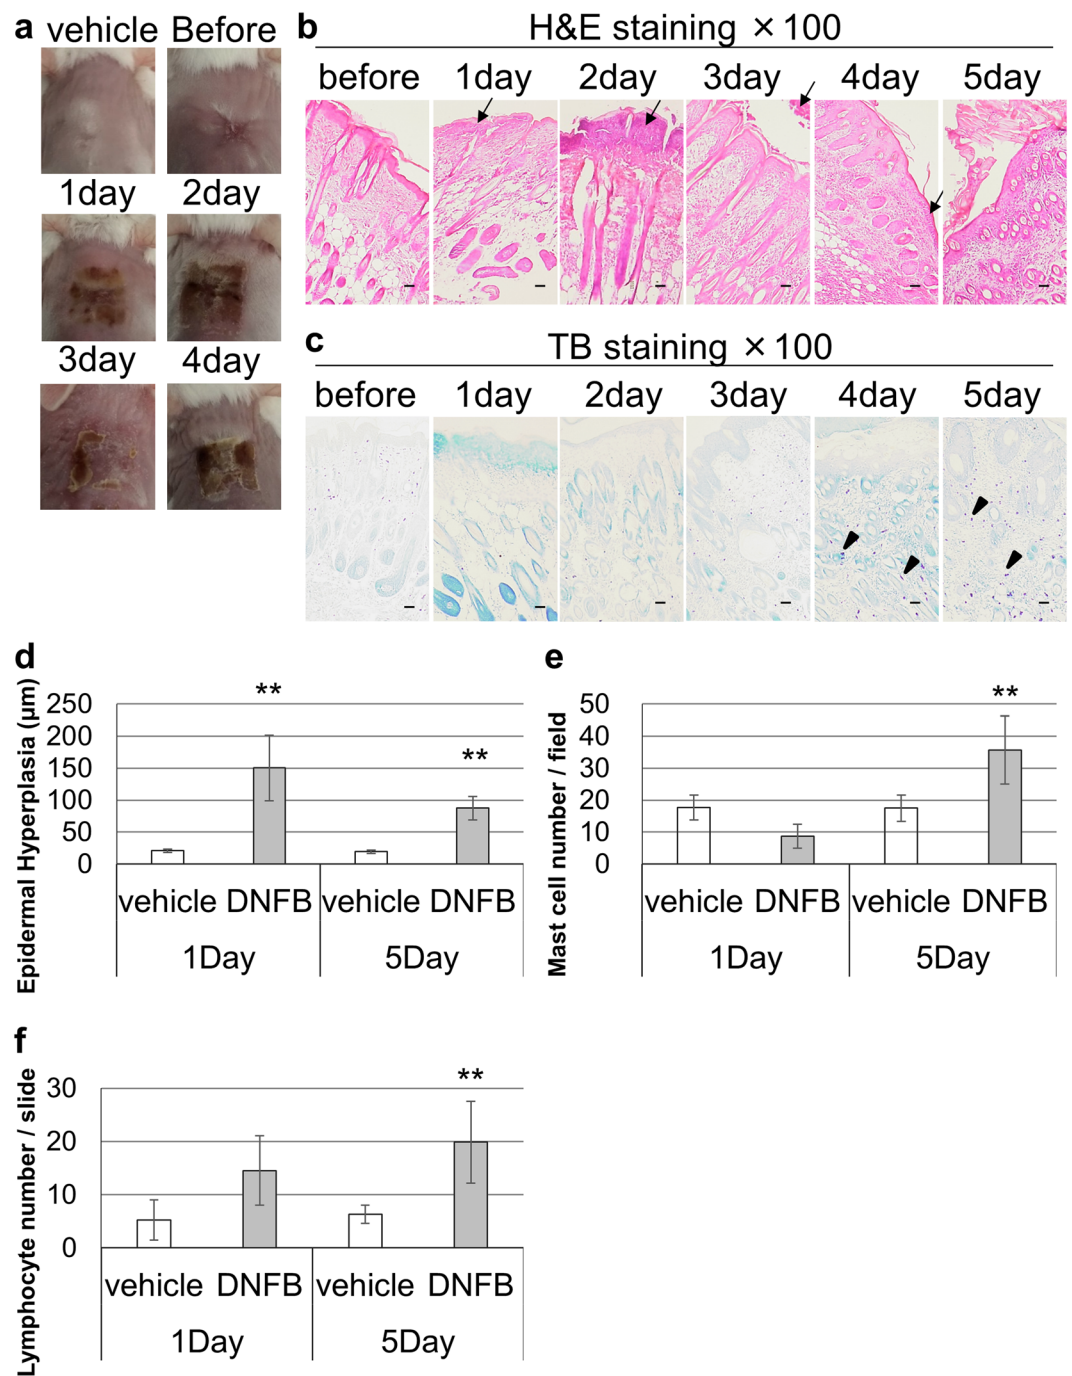 a
vehicle Before
1day 2day
3day 4day
b
H&E staining ×100
before 1day 2day 3day 4day 5day
c
TB staining ×100
before 1day 2day 3day 4day 5day
d
Epidermal Hyperplasia (μm)
250
200
150
100
50
0
**
**
vehicle DNFB vehicle DNFB
1Day 5Day
e
Mast cell number / field
50
40
30
20
10
0
**
vehicle DNFB vehicle DNFB
1Day 5Day
f
Lymphocyte number / slide
30
20
10
0
**
vehicle DNFB vehicle DNFB
1Day 5Day